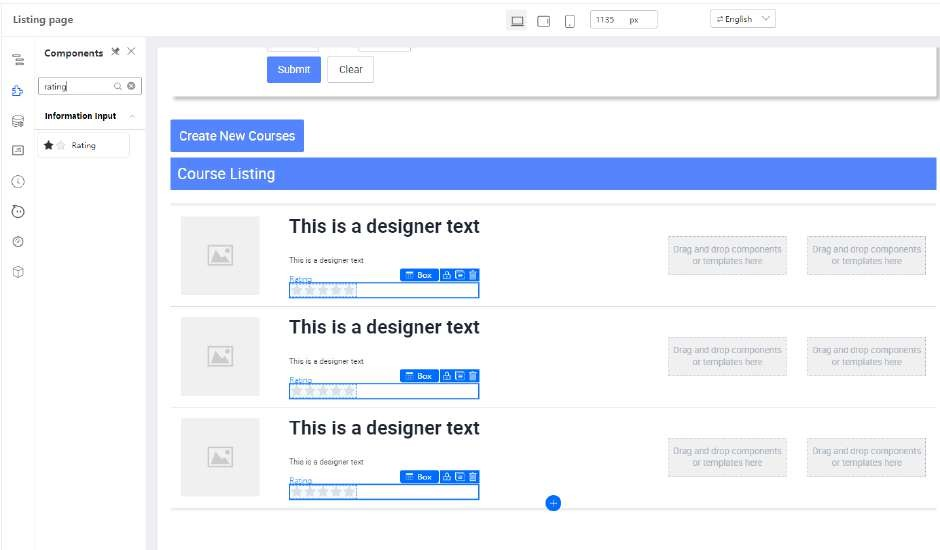 Listing page
1135 px
English
Components
rating
Information Input
Rating
Submit
Clear
Create New Courses
Course Listing
This is a designer text
This is a designer text
Rating
Box
Drag and drop components
or templates here
Drag and drop components
or templates here
This is a designer text
This is a designer text
Rating
Box
Drag and drop components
or templates here
Drag and drop components
or templates here
This is a designer text
This is a designer text
Rating
Box
Drag and drop components
or templates here
Drag and drop components
or templates here